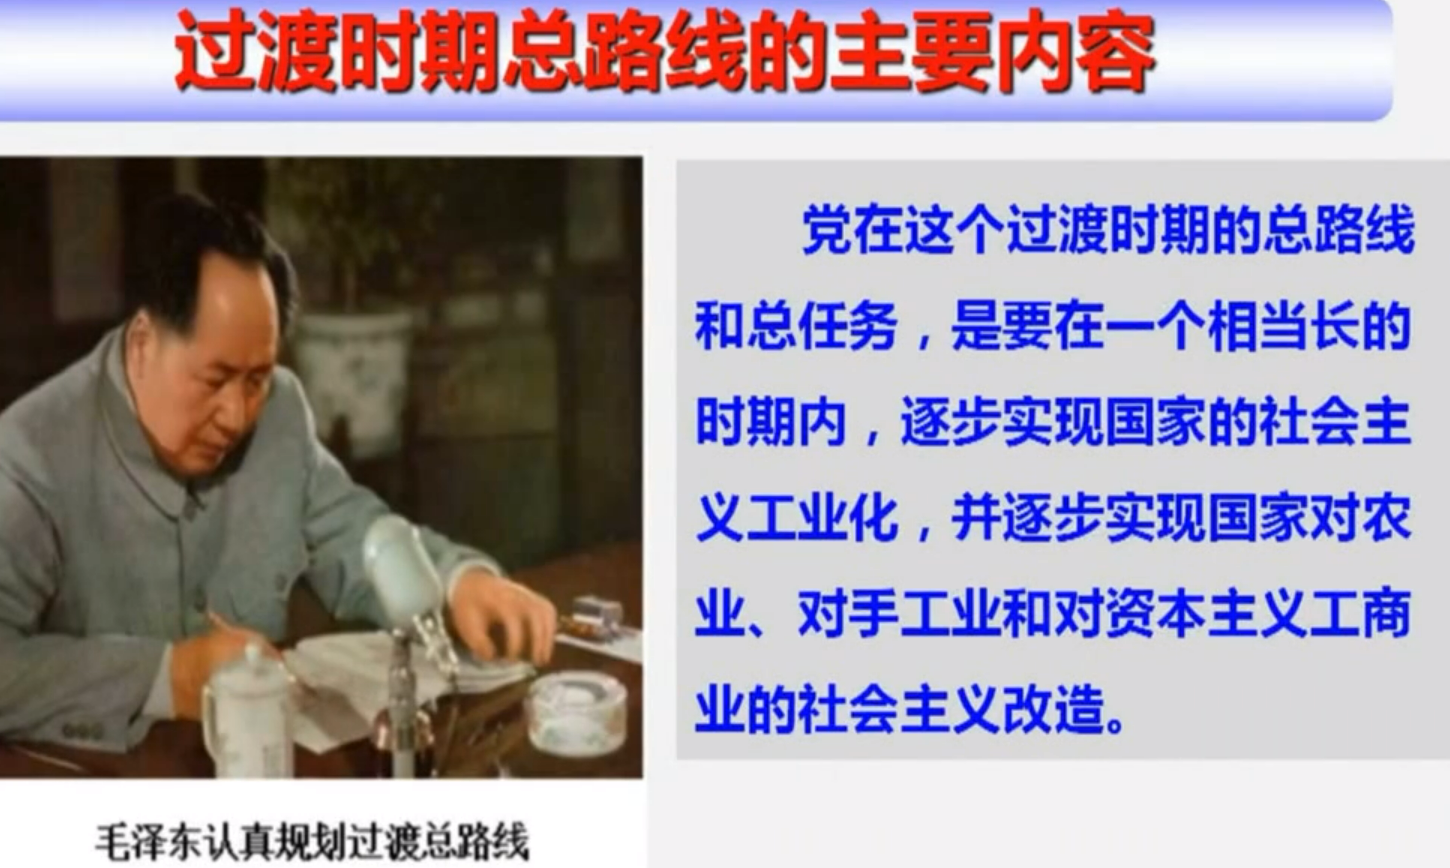 过渡时期总路线的主要内容
党在这个过渡时期的总路线
和总任务，是要在一个相当长的
时期内，逐步实现国家的社会主
义工业化，并逐步实现国家对农
业、对手工业和对资本主义工商
业的社会主义改造。
毛泽东认真规划过渡总路线